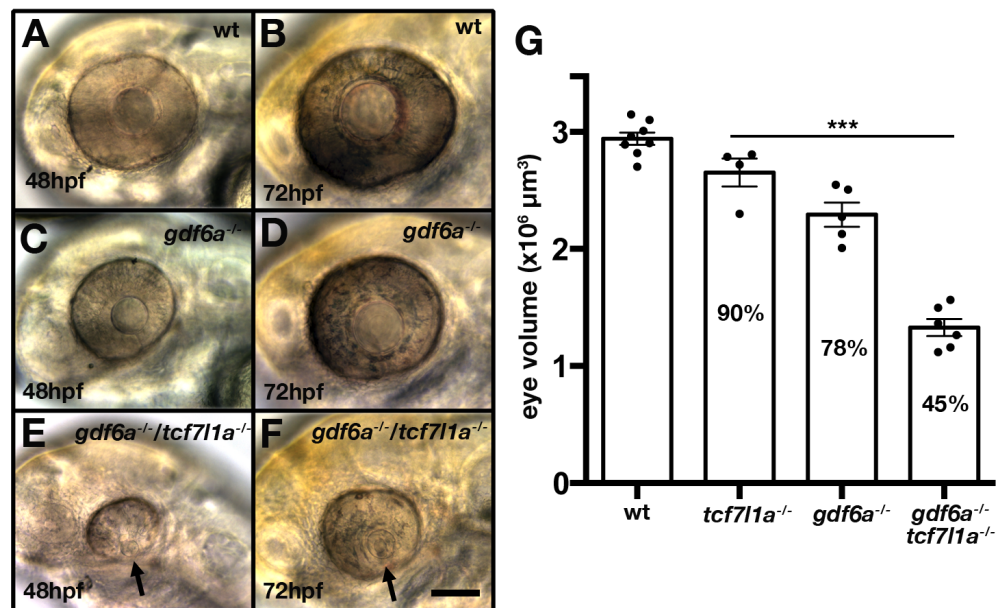 A wt
48hpf
B wt
72hpf
C gdf6a-/-
48hpf
D gdf6a-/-
72hpf
E gdf6a-/-/tcf7l1a-/-
48hpf
F gdf6a-/-/tcf7l1a-/-
72hpf
G
eye volume (x10⁶ µm³)
3
2
1
0
***
90%
78%
45%
wt
tcf7l1a-/-
gdf6a-/-
gdf6a-/-
tcf7l1a-/-